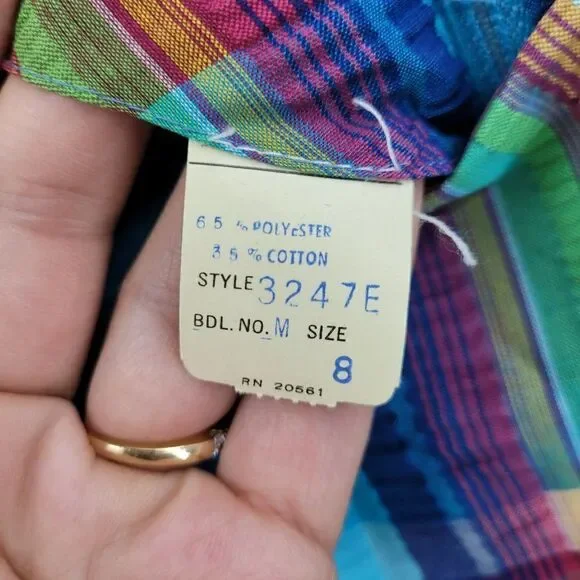 65% POLYESTER
35% COTTON
STYLE 3247E
BDL. NO. M SIZE
8
RN 20561